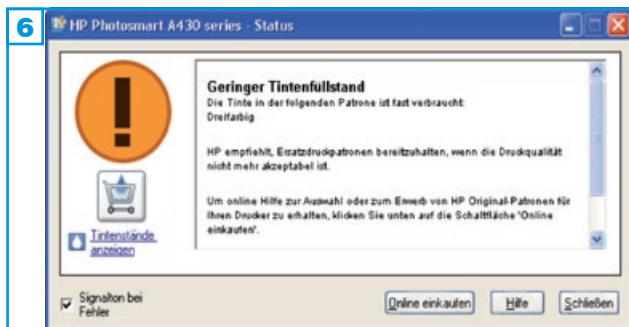 6
HP Photosmart A430 series - Status
Geringer Tintenfüllstand
Die Tinte in der folgenden Patrone ist fast verbraucht:
Dreifarbig
HP empfiehlt, Ersatzdruckpatronen bereitzuhalten, wenn die Druckqualität
nicht mehr akzeptabel ist.
Um online Hilfe zur Auswahl oder zum Erwerb von HP Original-Patronen für
Ihren Drucker zu erhalten, klicken Sie unten auf die Schaltfläche 'Online
einkaufen'.
Tintenstände
anzeigen
Signalton bei
Fehler
Online einkaufen Hilfe Schließen